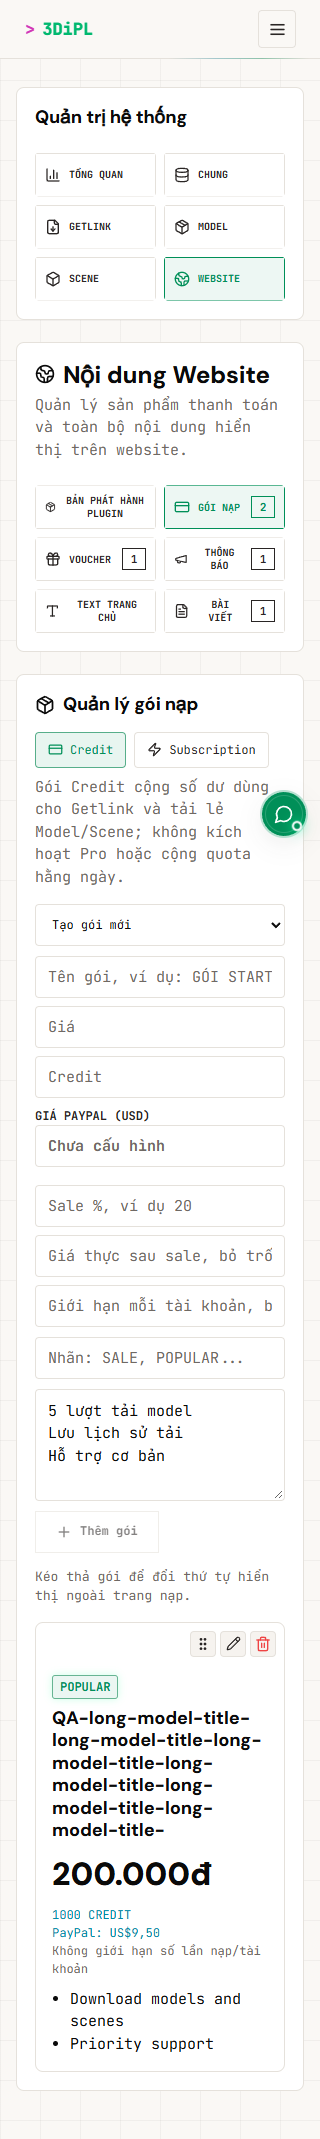 > 3DiPL
Quản trị hệ thống
TỔNG QUAN
CHUNG
GETLINK
MODEL
SCENE
WEBSITE
Nội dung Website
Quản lý sản phẩm thanh toán
và toàn bộ nội dung hiển
thị trên website.
BẢN PHÁT HÀNH
PLUGIN
GÓI NẠP 2
VOUCHER 1
THÔNG
BÁO 1
TEXT TRANG
CHỦ
BÀI
VIẾT 1
Quản lý gói nạp
Credit
Subscription
Gói Credit cộng số dư dùng
cho Getlink và tải lẻ
Model/Scene; không kích
hoạt Pro hoặc cộng quota
hằng ngày.
Tạo gói mới
Tên gói, ví dụ: GÓI START
Giá
Credit
GIÁ PAYPAL (USD)
Chưa cấu hình
Sale %, ví dụ 20
Giá thực sau sale, bỏ trố
Giới hạn mỗi tài khoản, b
Nhãn: SALE, POPULAR...
5 lượt tải model
Lưu lịch sử tải
Hỗ trợ cơ bản
+ Thêm gói
Kéo thả gói để đổi thứ tự hiển
thị ngoài trang nạp.
POPULAR
QA-long-model-title-
long-model-title-long-
model-title-long-
model-title-long-
model-title-long-
model-title-
200.000đ
1000 CREDIT
PayPal: US$9,50
Không giới hạn số lần nạp/tài
khoản
• Download models and
scenes
• Priority support